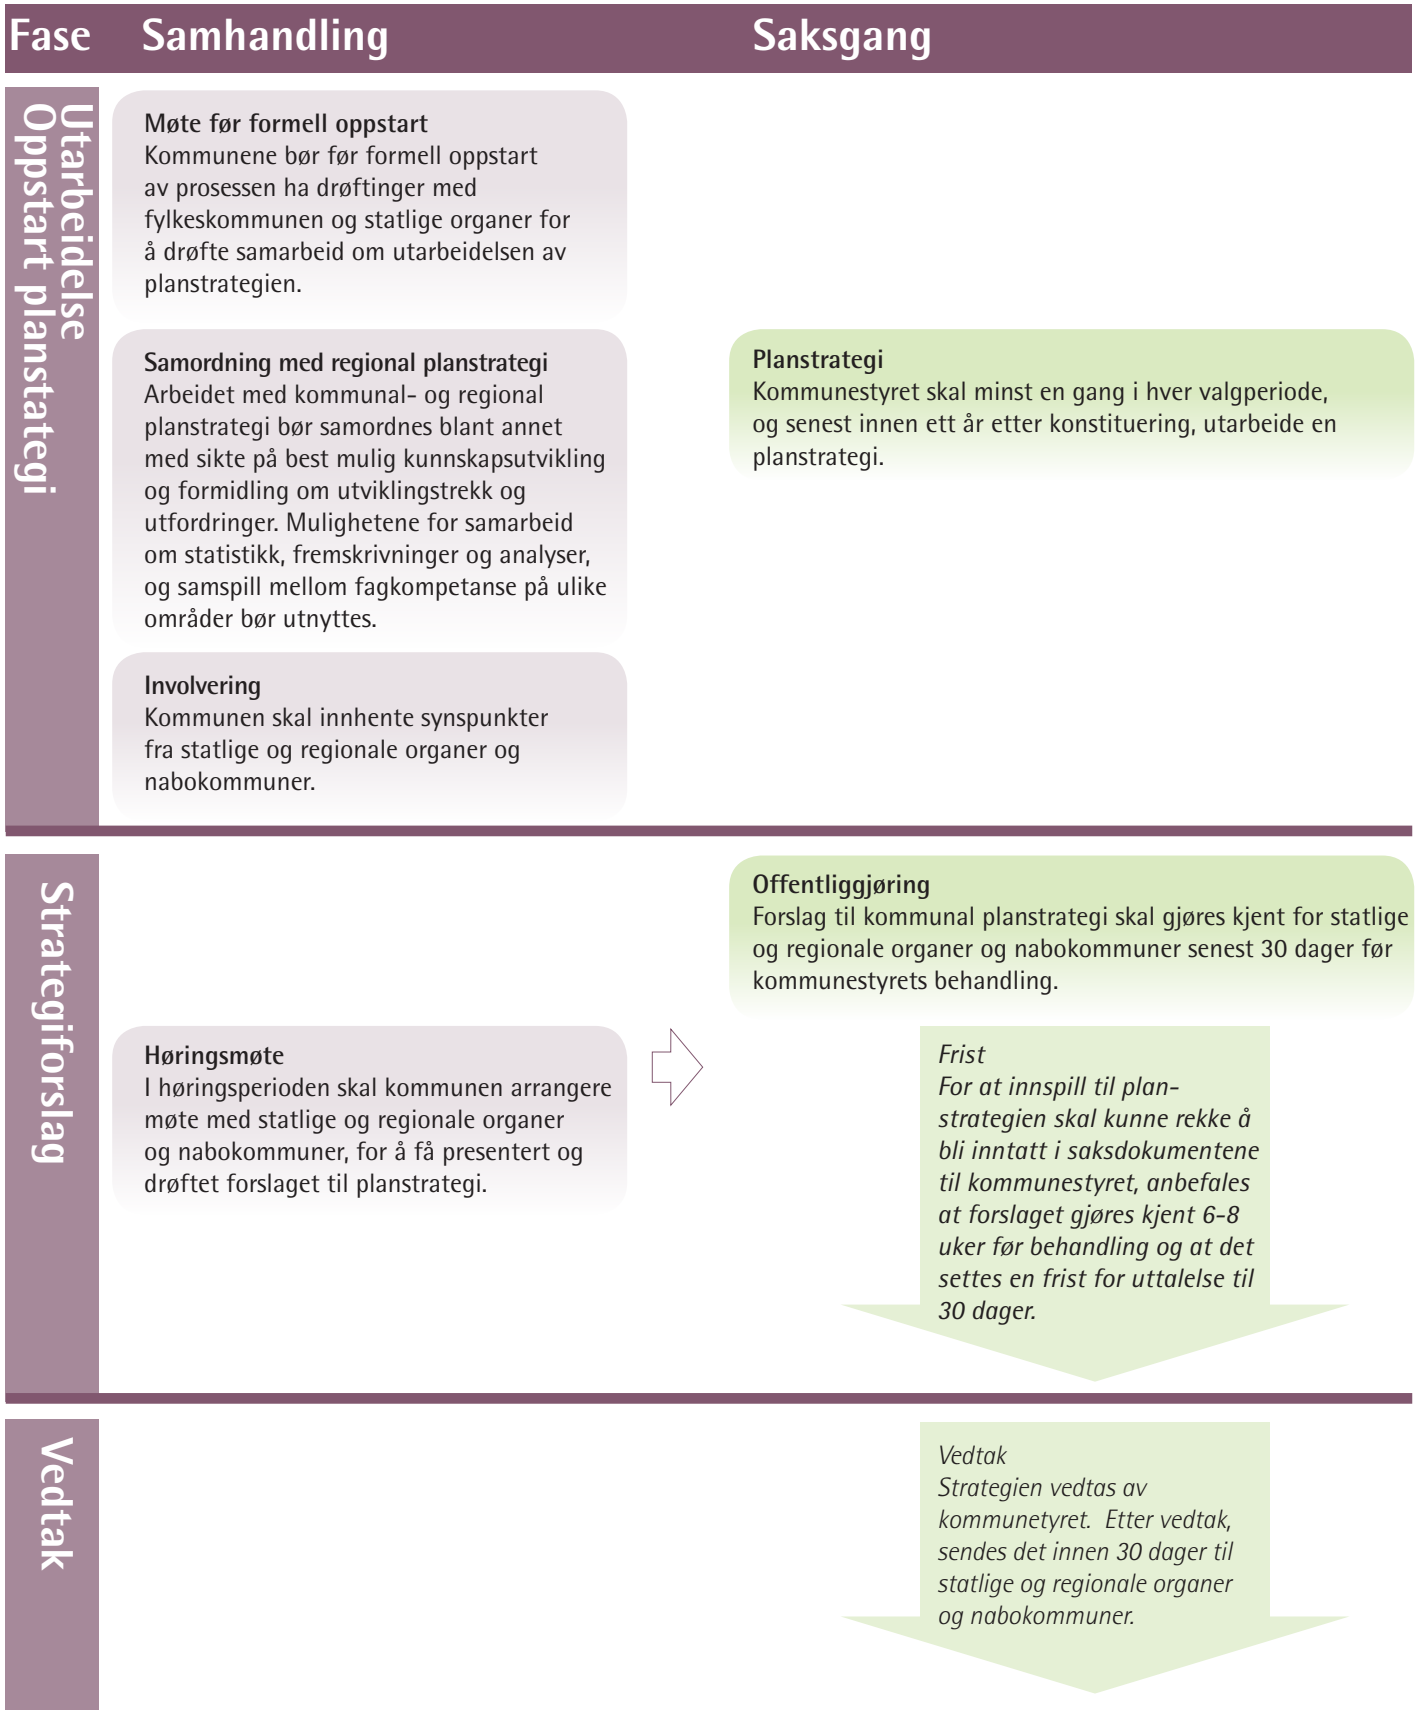 Fase Samhandling Saksgang
Utarbeidelse
Oppstart planstategi
Møte før formell oppstart
Kommunene bør før formell oppstart
av prosessen ha drøftinger med
fylkeskommunen og statlige organer for
å drøfte samarbeid om utarbeidelsen av
planstrategien.
Samordning med regional planstrategi
Arbeidet med kommunal- og regional
planstrategi bør samordnes blant annet
med sikte på best mulig kunnskapsutvikling
og formidling om utviklingstrekk og
utfordringer. Mulighetene for samarbeid
om statistikk, fremskrivninger og analyser,
og samspill mellom fagkompetanse på ulike
områder bør utnyttes.
Planstrategi
Kommunestyret skal minst en gang i hver valgperiode,
og senest innen ett år etter konstituering, utarbeide en
planstrategi.
Involvering
Kommunen skal innhente synspunkter
fra statlige og regionale organer og
nabokommuner.
Strategiforslag
Offentliggjøring
Forslag til kommunal planstrategi skal gjøres kjent for statlige
og regionale organer og nabokommuner senest 30 dager før
kommunestyrets behandling.
Høringsmøte
I høringsperioden skal kommunen arrangere
møte med statlige og regionale organer
og nabokommuner, for å få presentert og
drøftet forslaget til planstrategi.
Frist
For at innspill til plan-
strategien skal kunne rekke å
bli inntatt i saksdokumentene
til kommunestyret, anbefales
at forslaget gjøres kjent 6-8
uker før behandling og at det
settes en frist for uttalelse til
30 dager.
Vedtak
Vedtak
Strategien vedtas av
kommunetyret. Etter vedtak,
sendes det innen 30 dager til
statlige og regionale organer
og nabokommuner.